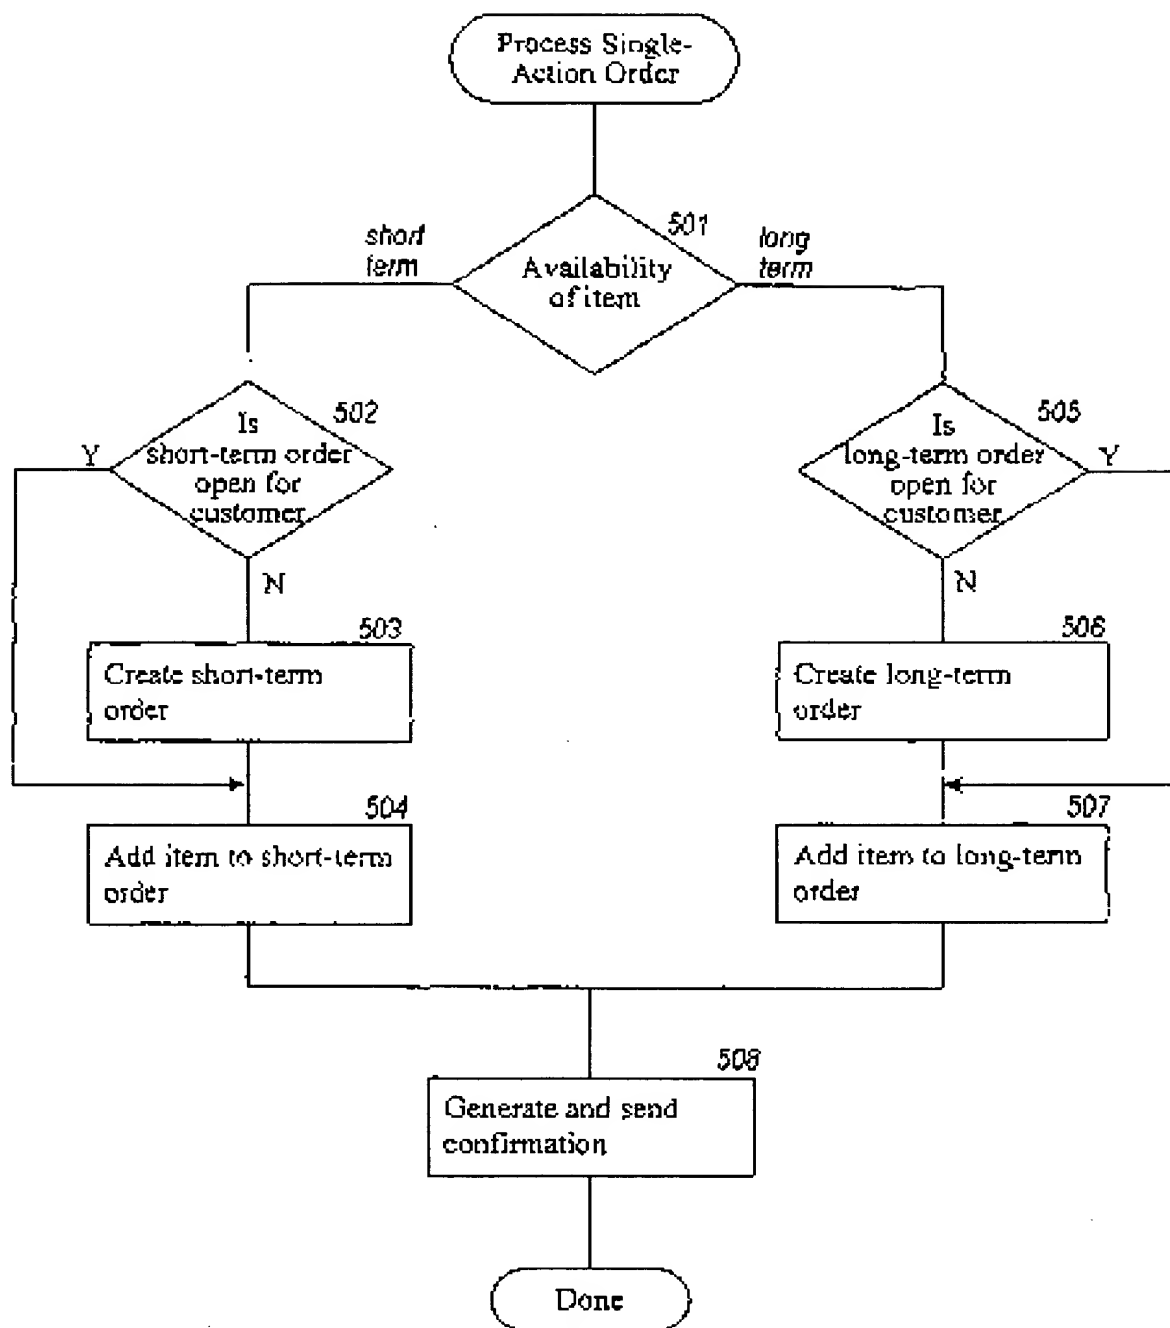 Process Single-
Action Order
501
short
term
Availability
of item
long
term
502
Is
short-term order
open for
customer
Y
N
505
Is
long-term order
open for
customer
Y
N
503
Create short-term
order
506
Create long-term
order
504
Add item to short-term
order
507
Add item to long-term
order
508
Generate and send
confirmation
Done